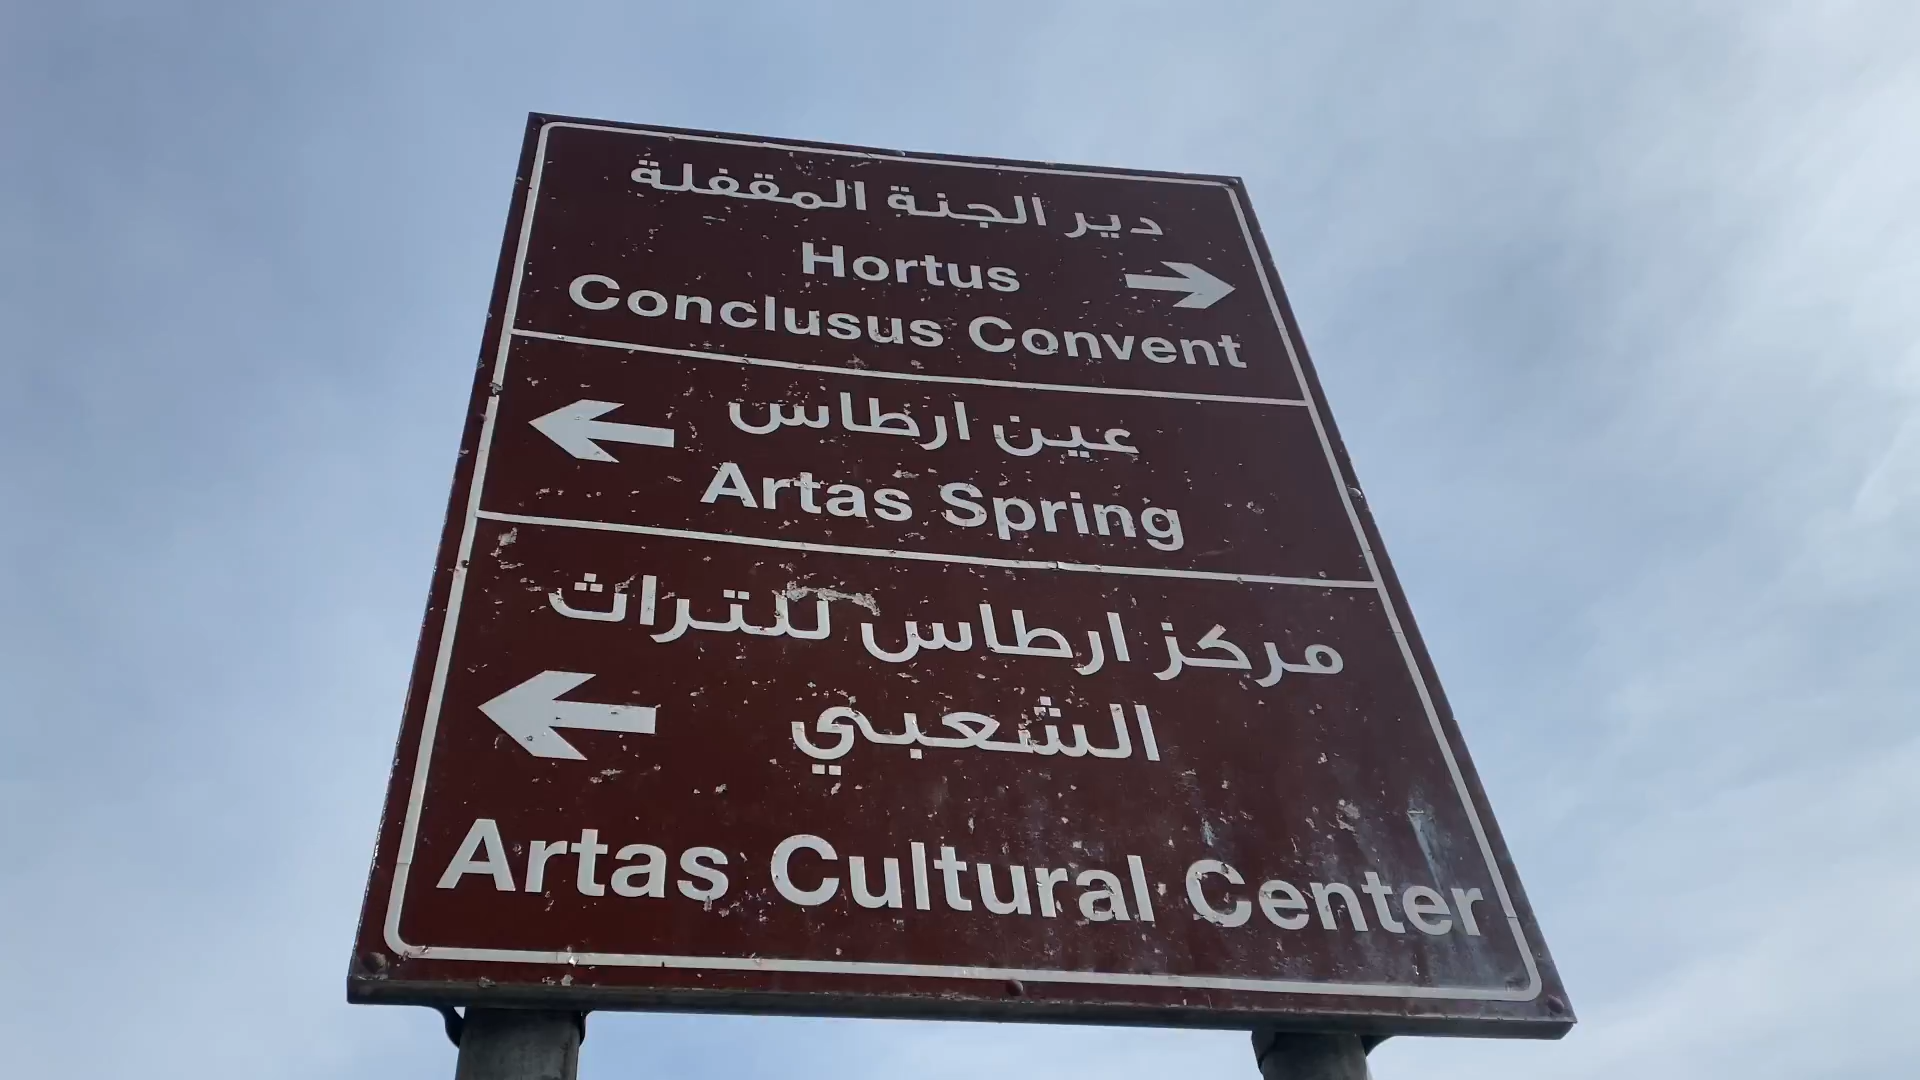 دير الجنة المقفلة
Hortus
Conclusus Convent
عين ارطاس
Artas Spring
مركز ارطاس للتراث
الشعبي
Artas Cultural Center